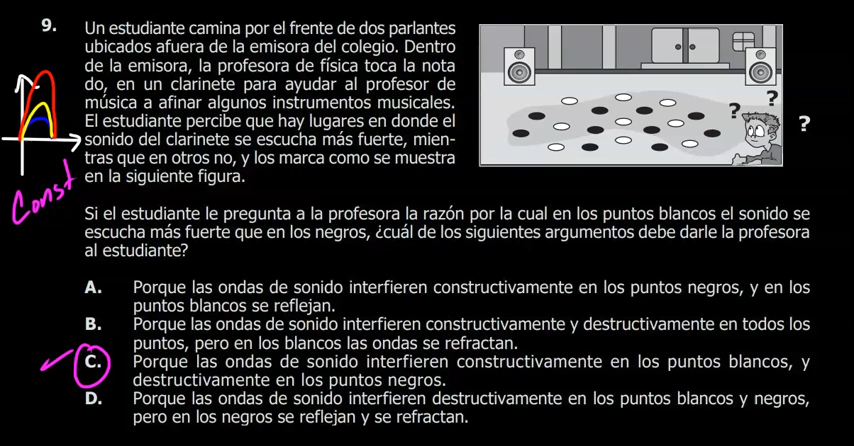 9. Un estudiante camina por el frente de dos parlantes
ubicados afuera de la emisora del colegio. Dentro
de la emisora, la profesora de física toca la nota
do, en un clarinete para ayudar al profesor de
música a afinar algunos instrumentos musicales.
El estudiante percibe que hay lugares en donde el
sonido del clarinete se escucha más fuerte, mien-
tras que en otros no, y los marca como se muestra
en la siguiente figura.
? ? ?
Const
Si el estudiante le pregunta a la profesora la razón por la cual en los puntos blancos el sonido se
escucha más fuerte que en los negros, ¿cuál de los siguientes argumentos debe darle la profesora
al estudiante?
A. Porque las ondas de sonido interfieren constructivamente en los puntos negros, y en los
puntos blancos se reflejan.
B. Porque las ondas de sonido interfieren constructivamente y destructivamente en todos los
puntos, pero en los blancos las ondas se refractan.
C. Porque las ondas de sonido interfieren constructivamente en los puntos blancos, y
destructivamente en los puntos negros.
D. Porque las ondas de sonido interfieren destructivamente en los puntos blancos y negros,
pero en los negros se reflejan y se refractan.